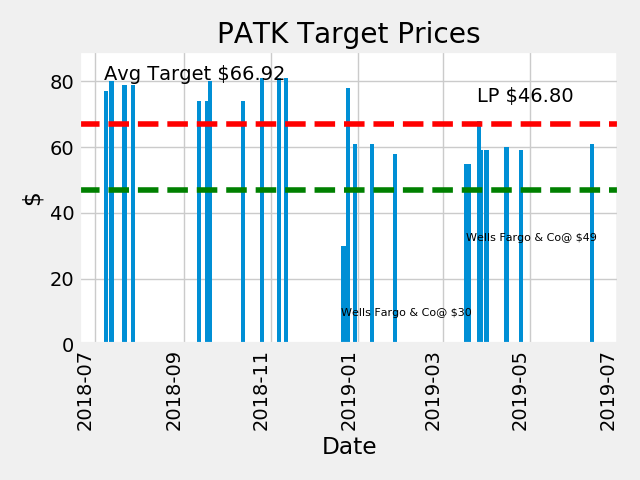 PATK Target Prices
Avg Target $66.92
LP $46.80
80
60
$
40
Wells Fargo & Co@ $49
20
Wells Fargo & Co@ $30
0
2018-07
2018-09
2018-11
2019-01
2019-03
2019-05
2019-07
Date